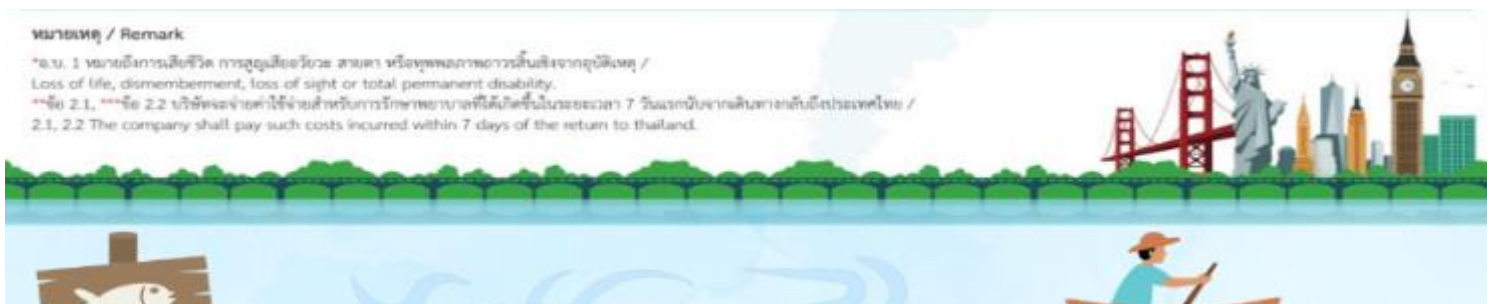 หมายเหตุ / Remark
*อ.บ. 1 หมายถึงการเสียชีวิต การสูญเสียอวัยวะ สายตา หรือทุพพลภาพถาวรสิ้นเชิงจากอุบัติเหตุ /
Loss of life, dismemberment, loss of sight or total permanent disability.
**ข้อ 2.1, ***ข้อ 2.2 บริษัทจะจ่ายค่าใช้จ่ายสำหรับการรักษาพยาบาลที่ได้เกิดขึ้นในระยะเวลา 7 วันแรกนับจากเดินทางกลับถึงประเทศไทย /
2.1, 2.2 The company shall pay such costs incurred within 7 days of the return to thailand.